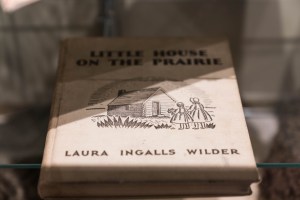 LITTLE HOUSE
ON THE PRAIRIE
LAURA INGALLS WILDER